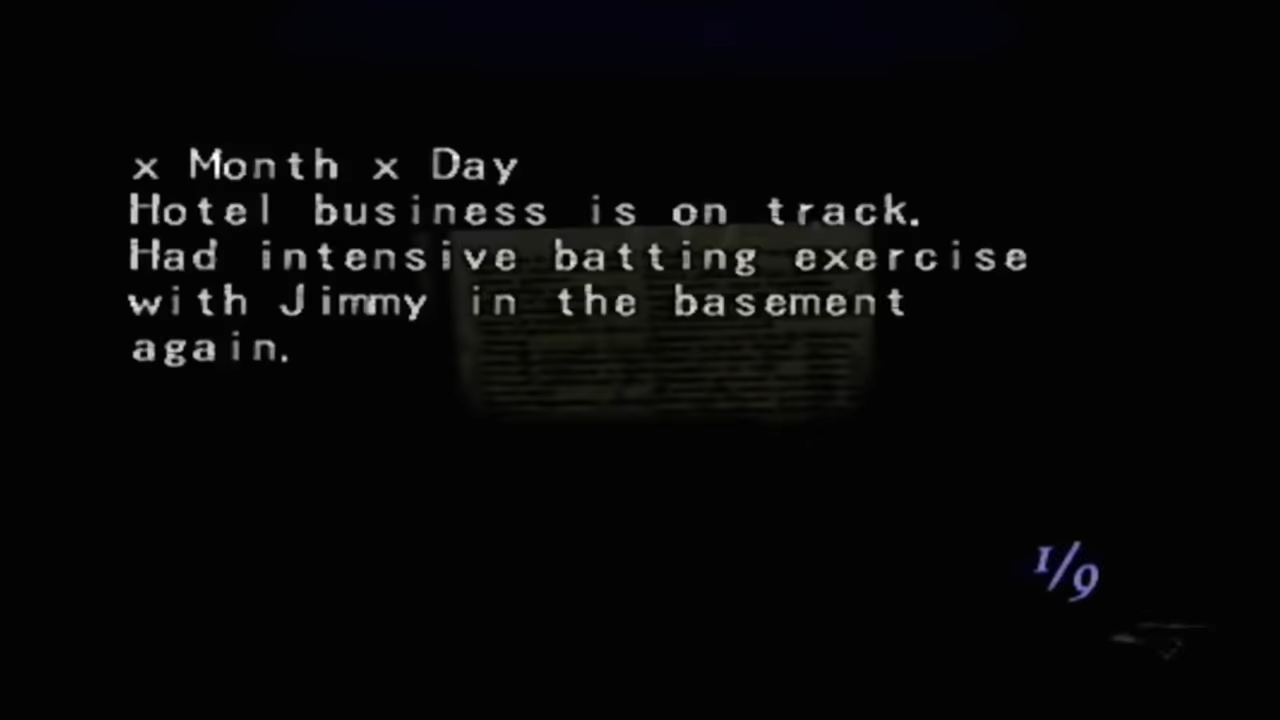 x Month x Day
Hotel business is on track.
Had intensive batting exercise
with Jimmy in the basement
again.
1/9